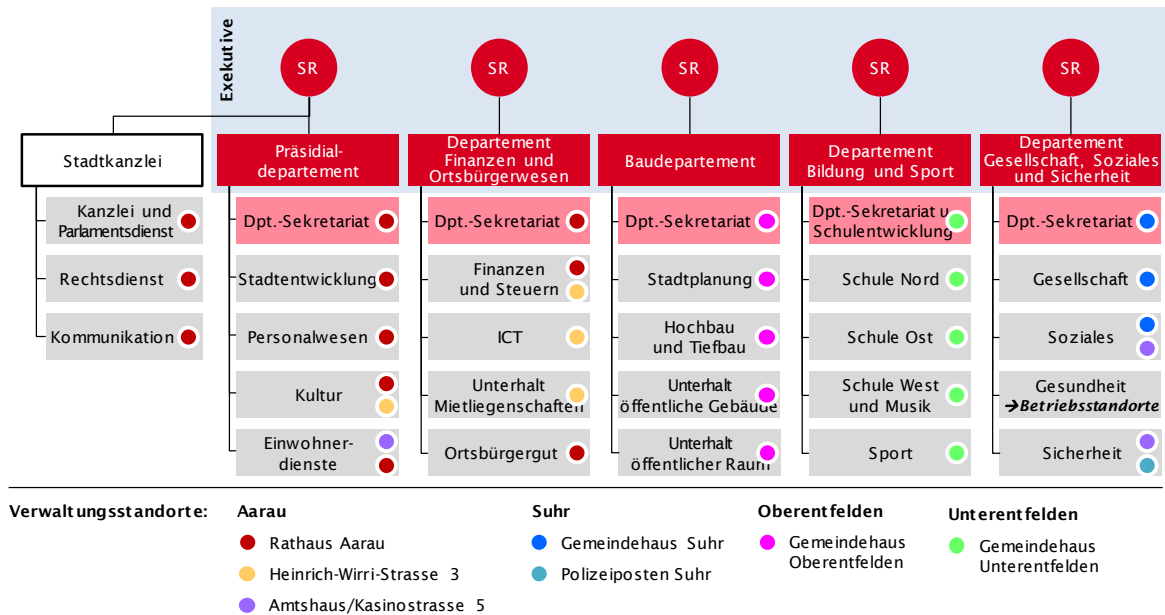 Exekutive
SR
SR
SR
SR
SR
Stadtkanzlei
Präsidial-
departement
Departement
Finanzen und
Ortsbürgerwesen
Baudepartement
Departement
Bildung und Sport
Departement
Gesellschaft, Soziales
und Sicherheit
Kanzlei und
Parlamentsdienst
Rechtsdienst
Kommunikation
Dpt.-Sekretariat
Stadtentwicklung
Personalwesen
Kultur
Einwohner-
dienste
Dpt.-Sekretariat
Finanzen
und Steuern
ICT
Unterhalt
Mietliegenschaften
Ortsbürgergut
Dpt.-Sekretariat
Stadtplanung
Hochbau
und Tiefbau
Unterhalt
öffentliche Gebäude
Unterhalt
öffentlicher Raum
Dpt.-Sekretariat u
Schulentwicklung
Schule Nord
Schule Ost
Schule West
und Musik
Sport
Dpt.-Sekretariat
Gesellschaft
Soziales
Gesundheit
→Betriebsstandorte
Sicherheit
Verwaltungsstandorte:
Aarau
Rathaus Aarau
Heinrich-Wirri-Strasse 3
Amtshaus/Kasinostrasse 5
Suhr
Gemeindehaus Suhr
Polizeiposten Suhr
Oberentfelden
Gemeindehaus
Oberentfelden
Unterentfelden
Gemeindehaus
Unterentfelden